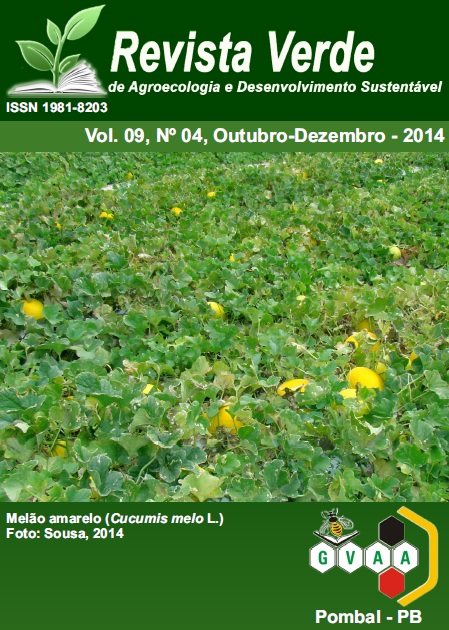 Revista Verde
de Agroecologia e Desenvolvimento Sustentável
ISSN 1981-8203
Vol. 09, Nº 04, Outubro-Dezembro - 2014
Melão amarelo (Cucumis melo L.)
Foto: Sousa, 2014
GVAA
Pombal - PB